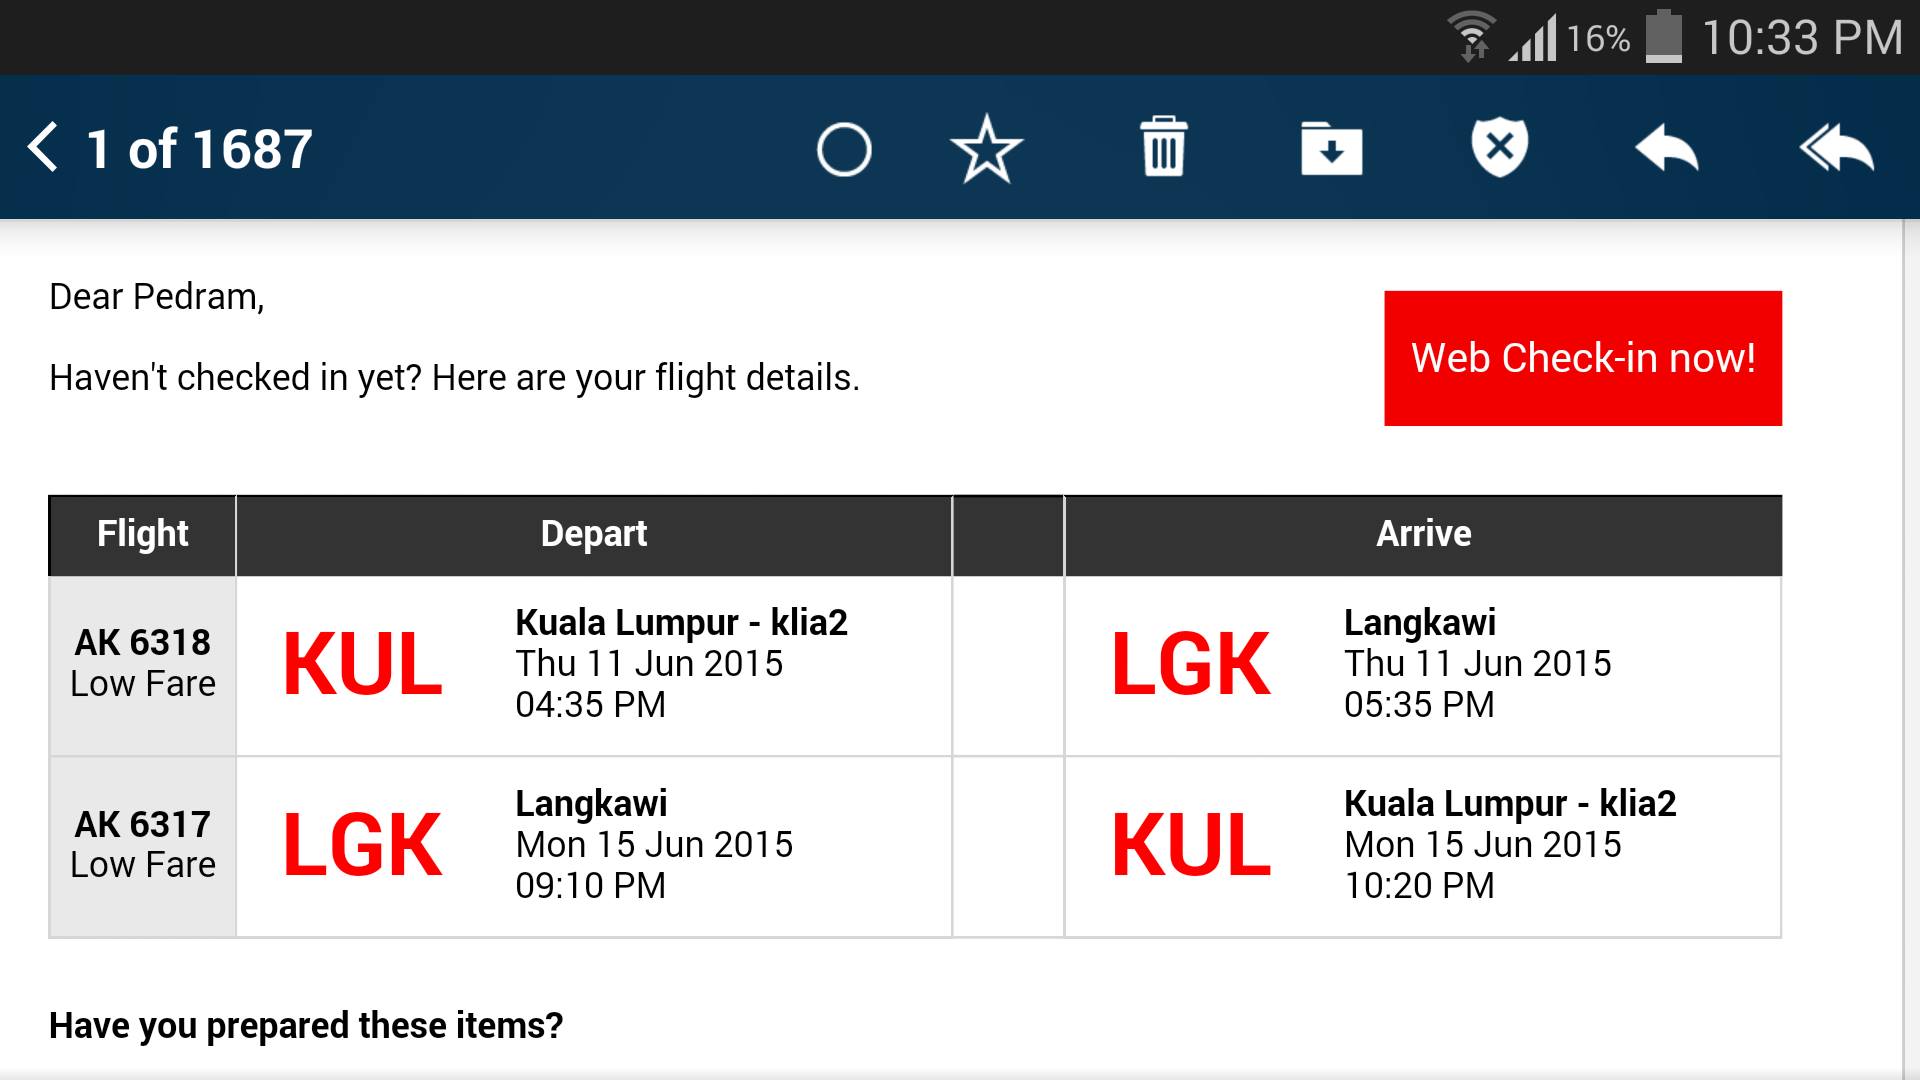 16% 10:33 PM
1 of 1687
Dear Pedram,
Web Check-in now!
Haven't checked in yet? Here are your flight details.
Flight Depart Arrive
AK 6318
Low Fare
KUL
Kuala Lumpur - klia2
Thu 11 Jun 2015
04:35 PM
LGK
Langkawi
Thu 11 Jun 2015
05:35 PM
AK 6317
Low Fare
LGK
Langkawi
Mon 15 Jun 2015
09:10 PM
KUL
Kuala Lumpur - klia2
Mon 15 Jun 2015
10:20 PM
Have you prepared these items?